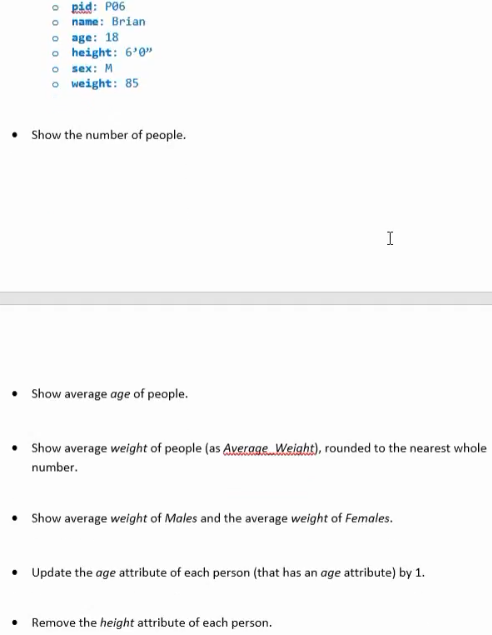 o pid: P06
o name: Brian
o age: 18
o height: 6'0”
o sex: M
o weight: 85
• Show the number of people.
• Show average age of people.
• Show average weight of people (as Average_Weight), rounded to the nearest whole
number.
• Show average weight of Males and the average weight of Females.
• Update the age attribute of each person (that has an age attribute) by 1.
• Remove the height attribute of each person.